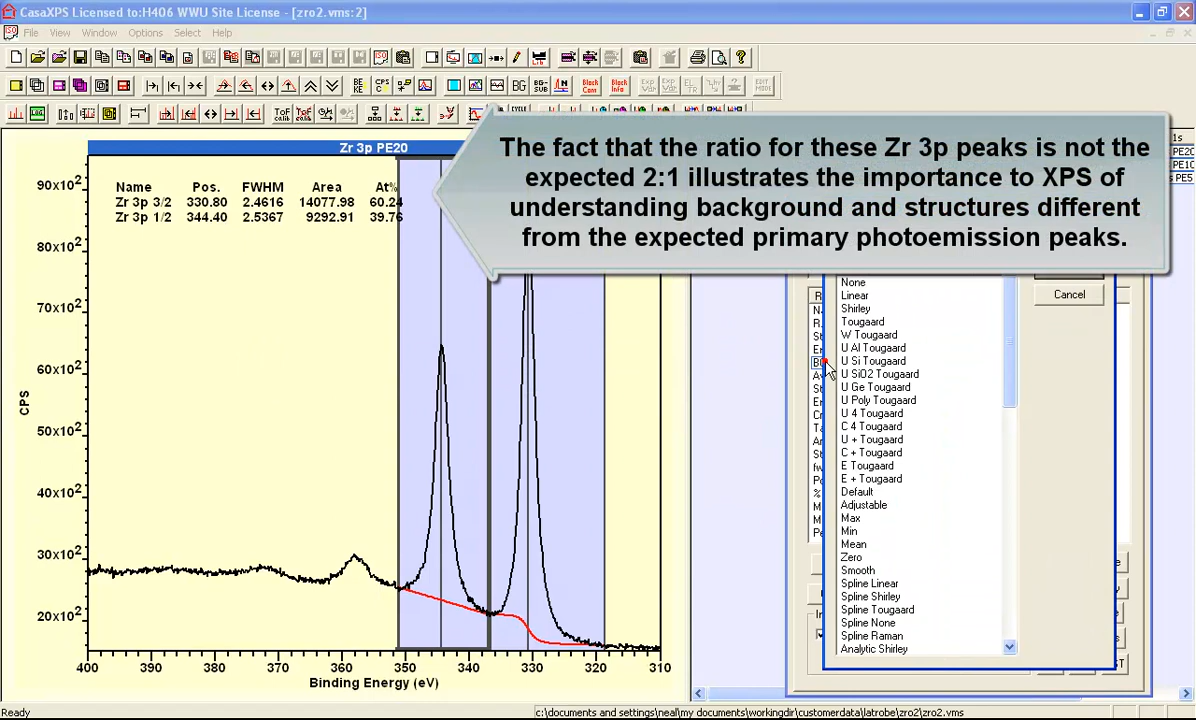 CasaXPS Licensed to:H406 WWU Site License - [zro2.vms:2]
File View Window Options Select Help
Zr 3p PE20
Name Pos. FWHM Area At%
Zr 3p 3/2 330.80 2.4616 14077.98 60.24
Zr 3p 1/2 344.40 2.5367 9292.91 39.76
The fact that the ratio for these Zr 3p peaks is not the
expected 2:1 illustrates the importance to XPS of
understanding background and structures different
from the expected primary photoemission peaks.
90x10²
80x10²
70x10²
60x10²
50x10²
40x10²
30x10²
20x10²
CPS
400 390 380 370 360 350 340 330 320 310
Binding Energy (eV)
None
Linear
Shirley
Tougaard
W Tougaard
U Al Tougaard
U Si Tougaard
U SiO2 Tougaard
U Ge Tougaard
U Poly Tougaard
U 4 Tougaard
C 4 Tougaard
U + Tougaard
C + Tougaard
E Tougaard
E + Tougaard
Default
Adjustable
Max
Min
Mean
Zero
Smooth
Spline Linear
Spline Shirley
Spline Tougaard
Spline None
Spline Raman
Analytic Shirley
Cancel
Ready
c:\documents and settings\neal\my documents\workingdir\customerdata\latrobe\zro2\zro2.vms